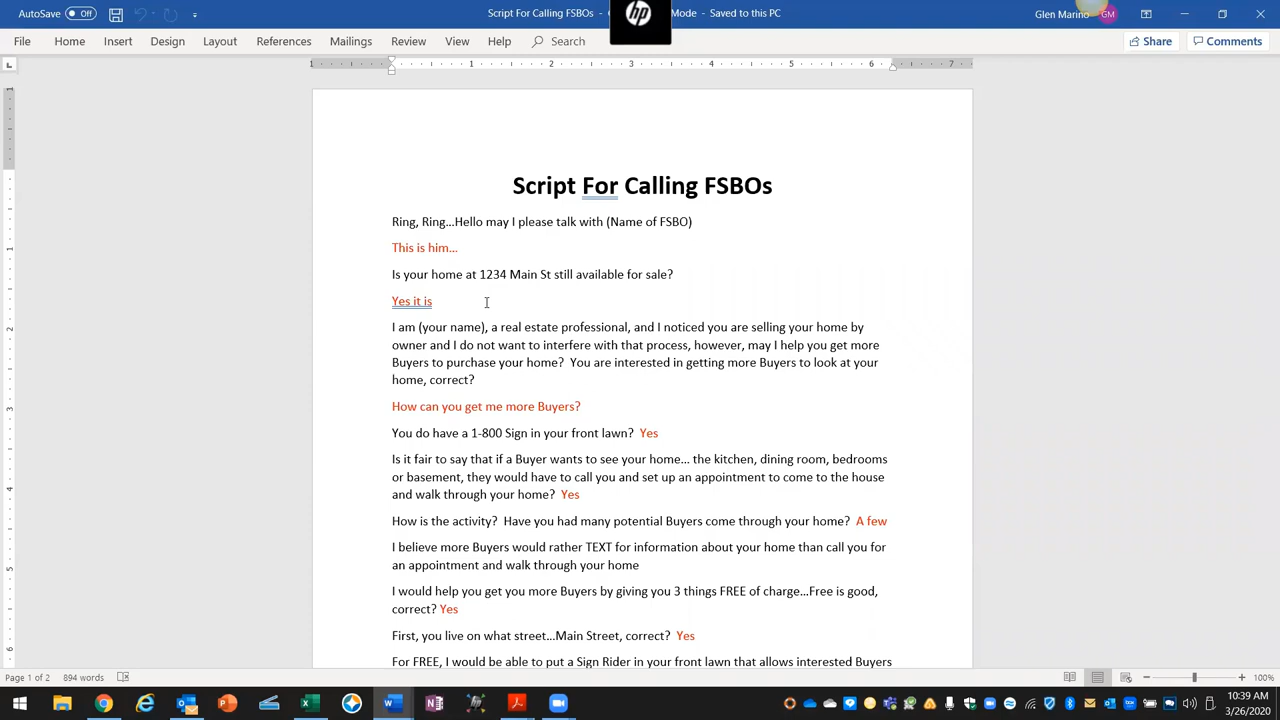 AutoSave Off Script For Calling FSBOs - Mode - Saved to this PC Glen Marino GM
hp
File Home Insert Draw Design Layout References Mailings Review View Help Search Share Comments
1 1 2 3 4 5 6 7
Script For Calling FSBOs
Ring, Ring...Hello may I please talk with (Name of FSBO)
This is him...
Is your home at 1234 Main St still available for sale?
Yes it is
I am (your name), a real estate professional, and I noticed you are selling your home by
owner and I do not want to interfere with that process, however, may I help you get more
Buyers to purchase your home? You are interested in getting more Buyers to look at your
home, correct?
How can you get me more Buyers?
You do have a 1-800 Sign in your front lawn? Yes
Is it fair to say that if a Buyer wants to see your home... the kitchen, dining room, bedrooms
or basement, they would have to call you and set up an appointment to come to the house
and walk through your home? Yes
How is the activity? Have you had many potential Buyers come through your home? A few
I believe more Buyers would rather TEXT for information about your home than call you for
an appointment and walk through your home
I would help you get you more Buyers by giving you 3 things FREE of charge...Free is good,
correct? Yes
First, you live on what street...Main Street, correct? Yes
For FREE, I would be able to put a Sign Rider in your front lawn that allows interested Buyers
Page 1 of 2 894 words 100%
10:39 AM
3/26/2020